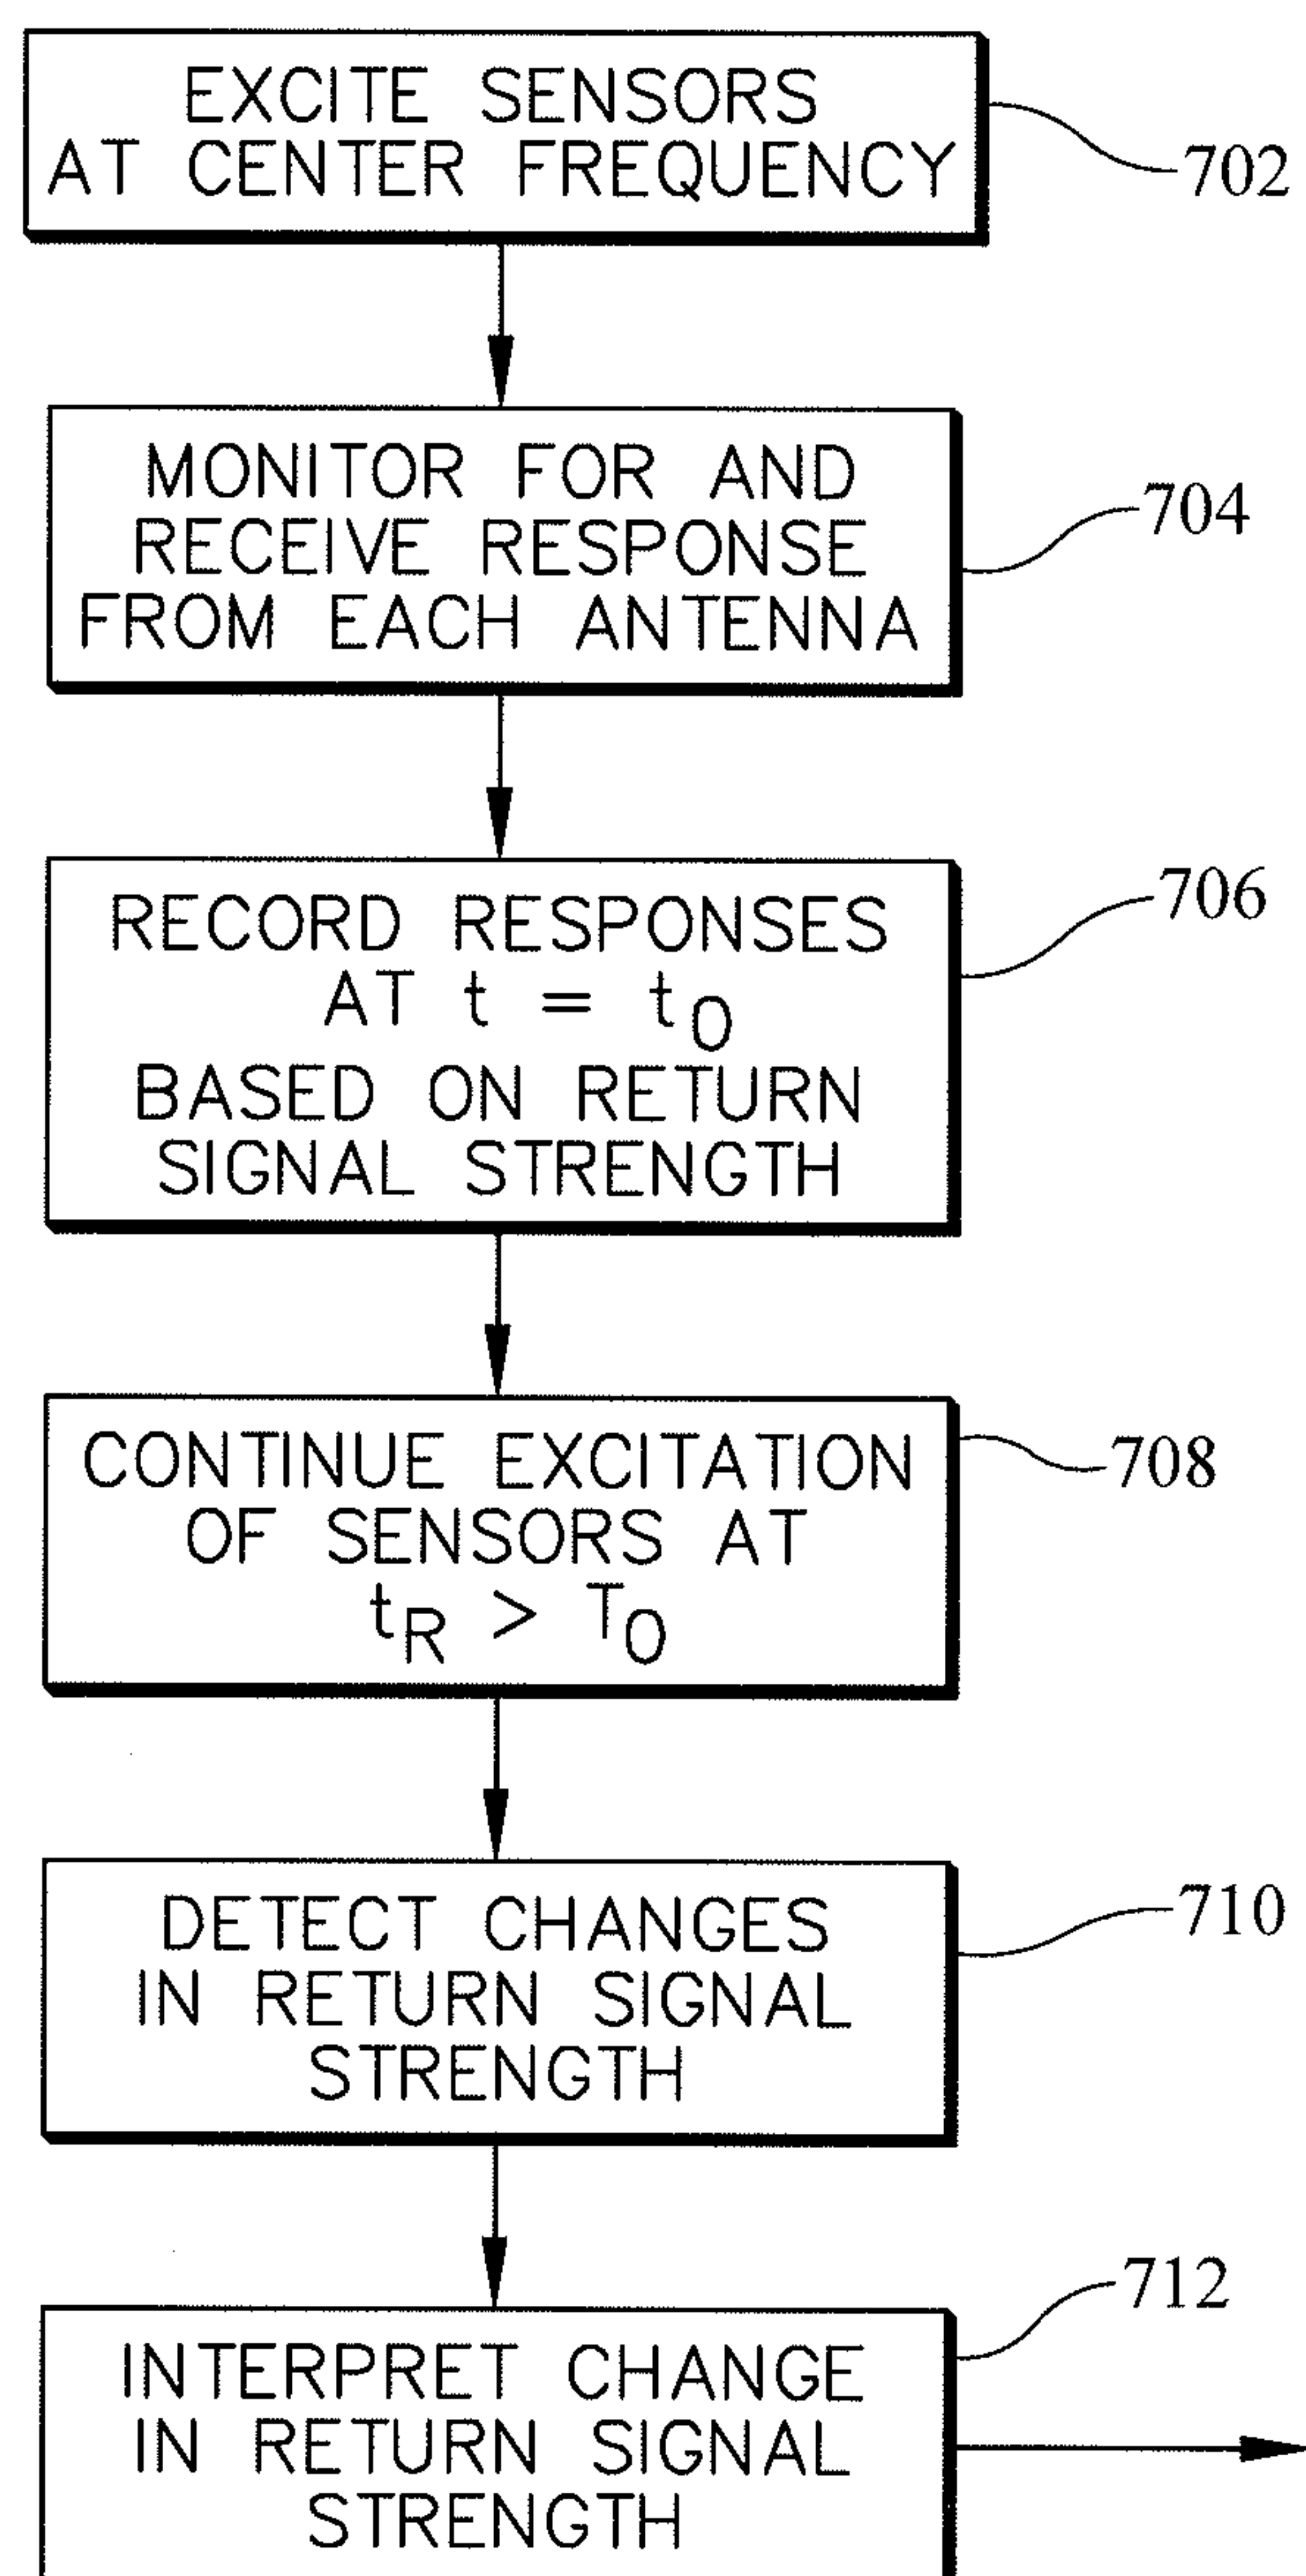 EXCITE SENSORS
AT CENTER FREQUENCY
702
MONITOR FOR AND
RECEIVE RESPONSE
FROM EACH ANTENNA
704
RECORD RESPONSES
AT t = t0
BASED ON RETURN
SIGNAL STRENGTH
706
CONTINUE EXCITATION
OF SENSORS AT
tR > T0
708
DETECT CHANGES
IN RETURN SIGNAL
STRENGTH
710
INTERPRET CHANGE
IN RETURN SIGNAL
STRENGTH
712